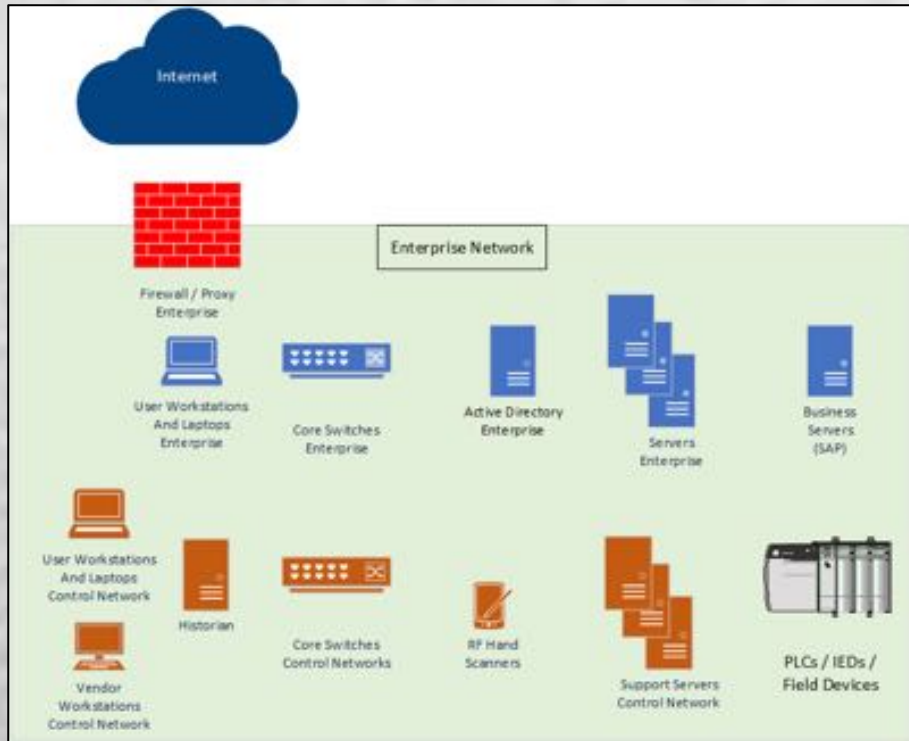 Internet
Enterprise Network
Firewall / Proxy
Enterprise
User Workstations
And Laptops
Enterprise
Core Switches
Enterprise
Active Directory
Enterprise
Servers
Enterprise
Business
Servers
(SAP)
User Workstations
And Laptops
Control Network
Historian
Core Switches
Control Networks
RF Hand
Scanners
Support Servers
Control Network
PLCs / IEDs /
Field Devices
Vendor
Workstations
Control Network